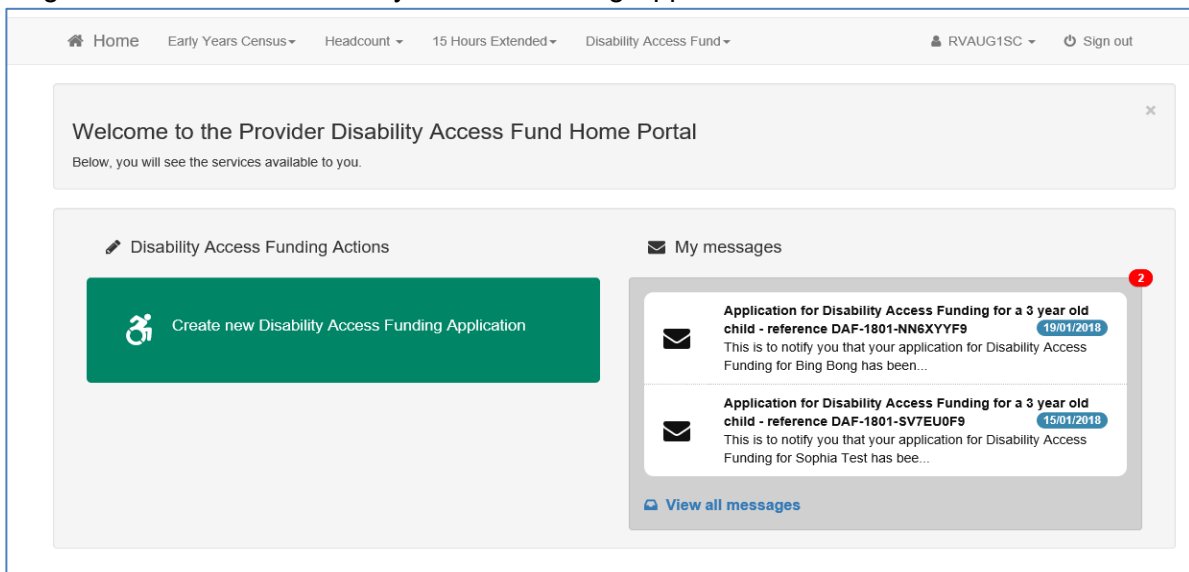 Home Early Years Census Headcount 15 Hours Extended Disability Access Fund RVAUG1SC Sign out
×
Welcome to the Provider Disability Access Fund Home Portal
Below, you will see the services available to you.
Disability Access Funding Actions
Create new Disability Access Funding Application
My messages
2
Application for Disability Access Funding for a 3 year old
child - reference DAF-1801-NN6XYYF9 19/01/2018
This is to notify you that your application for Disability Access
Funding for Bing Bong has been...
Application for Disability Access Funding for a 3 year old
child - reference DAF-1801-SV7EU0F9 15/01/2018
This is to notify you that your application for Disability Access
Funding for Sophia Test has bee...
View all messages